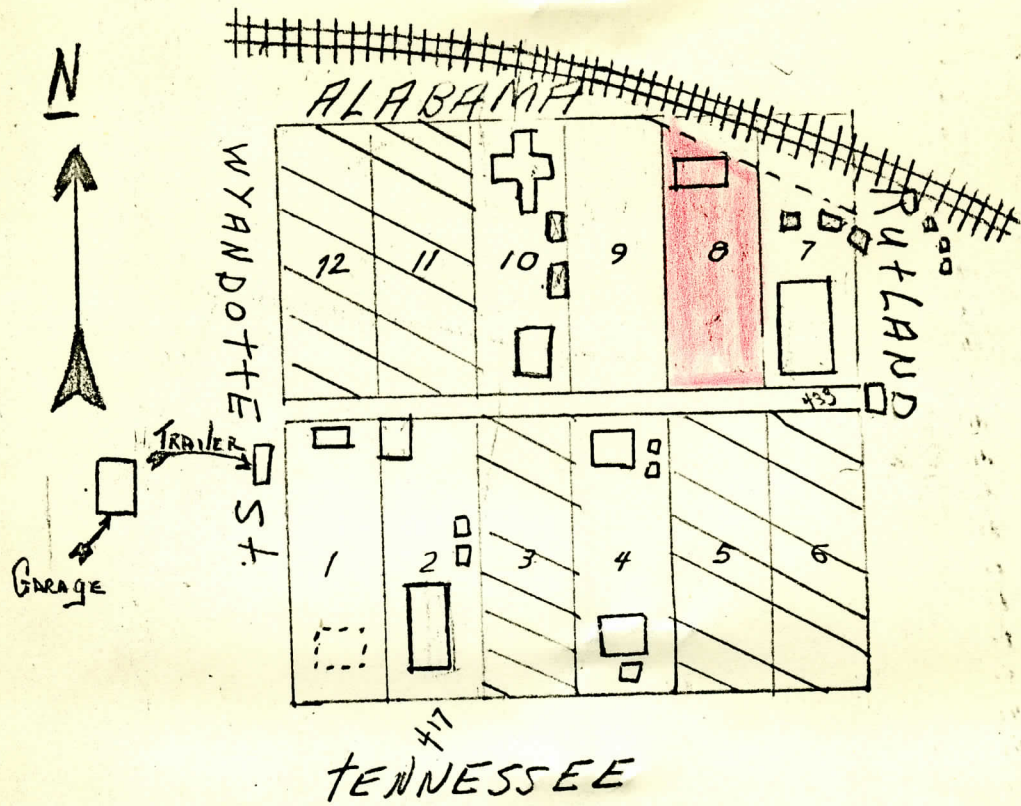 N
ALABAMA
WYANDOTTE St.
12 11 10 9 8 7
RutLAND
433
TRAILER
GARAGE
1 2 3 4 5 6
417
tENNESSEE